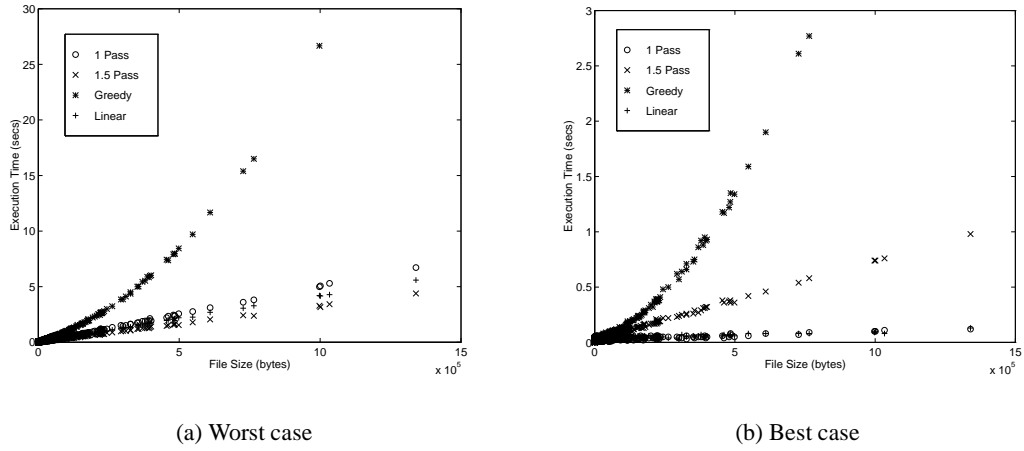 30
25
20
15
10
5
0
0
5
10
15
x 10^5
File Size (bytes)
Execution Time (secs)
1 Pass
1.5 Pass
Greedy
Linear
(a) Worst case
3
2.5
2
1.5
1
0.5
0
0
5
10
15
x 10^5
File Size (bytes)
Execution Time (secs)
1 Pass
1.5 Pass
Greedy
Linear
(b) Best case